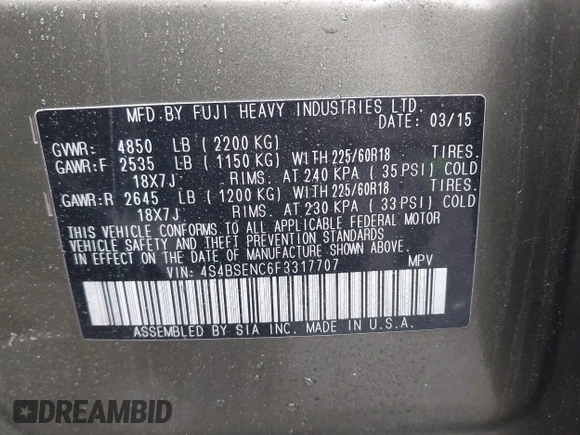 MFD.BY FUJI HEAVY INDUSTRIES LTD.
DATE: 03/15
GVWR: 4850 LB ( 2200 KG)
GAWR:F 2535 LB ( 1150 KG) WITH 225/60R18 TIRES.
18X7J RIMS. AT 240 KPA ( 35 PSI) COLD
GAWR:R 2645 LB ( 1200 KG) WITH 225/60R18 TIRES.
18X7J RIMS. AT 230 KPA ( 33 PSI) COLD
THIS VEHICLE CONFORMS TO ALL APPLICABLE FEDERAL MOTOR
VEHICLE SAFETY AND THEFT PREVENTION STANDARDS
IN EFFECT ON THE DATE OF MANUFACTURE SHOWN ABOVE.
VIN: 4S4BSENC6F3317707 MPV
ASSEMBLED BY SIA INC. MADE IN U.S.A.
DREAMBID